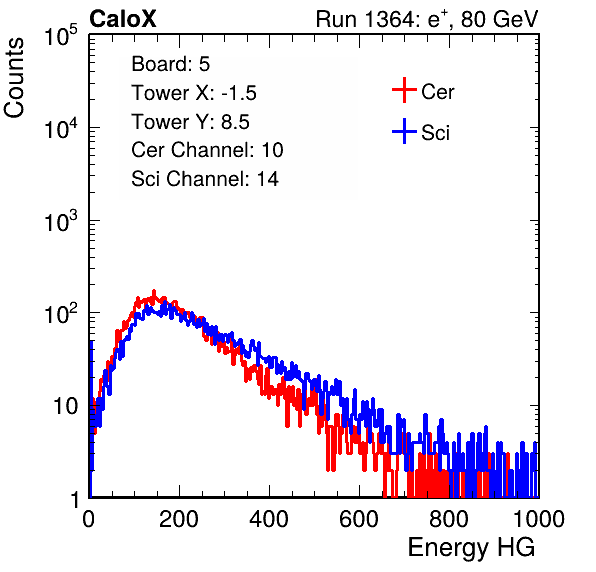 CaloX Run 1364: e⁺, 80 GeV
Counts
Board: 5
Tower X: -1.5
Tower Y: 8.5
Cer Channel: 10
Sci Channel: 14
Cer
Sci
10⁵
10⁴
10³
10²
10
1
0 200 400 600 800 1000
Energy HG